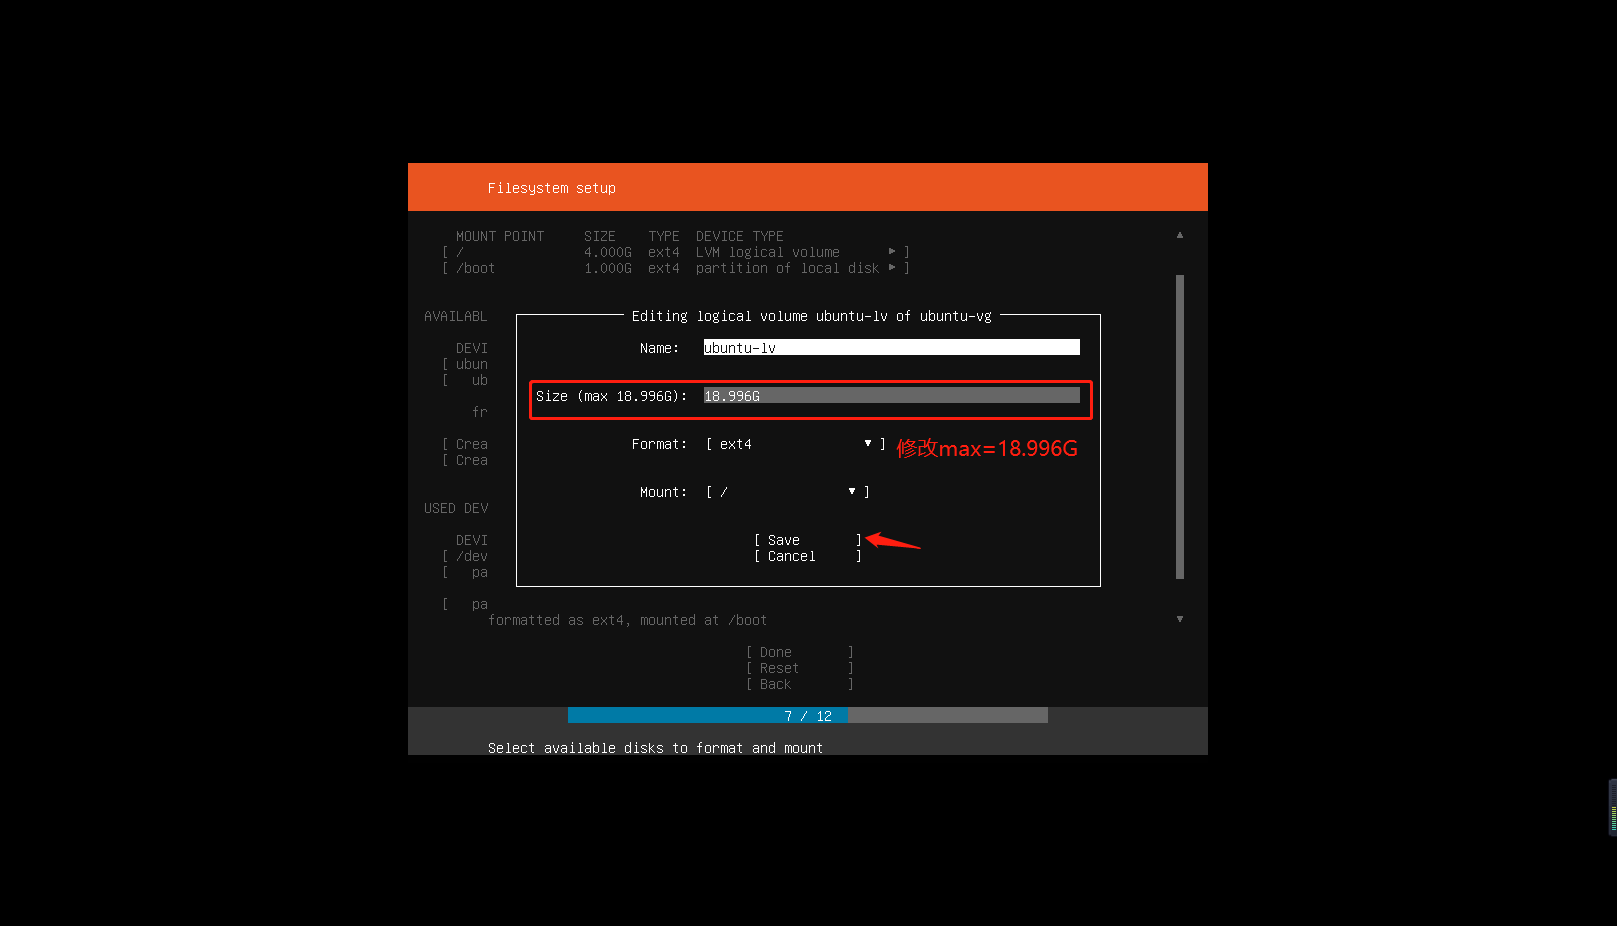 Filesystem setup
MOUNT POINT SIZE TYPE DEVICE TYPE
[ / 4.000G ext4 LVM logical volume ▸ ]
[ /boot 1.000G ext4 partition of local disk ▸ ]
AVAILABL
Editing logical volume ubuntu-lv of ubuntu-vg
DEVI
Name: ubuntu-lv
[ ubun
[ ub
Size (max 18.996G): 18.996G
fr
[ Crea
Format: [ ext4 ▾ ]
修改max=18.996G
[ Crea
Mount: [ / ▾ ]
USED DEV
DEVI
[ Save ]
[ /dev
[ Cancel ]
[ pa
[ pa
formatted as ext4, mounted at /boot
[ Done ]
[ Reset ]
[ Back ]
7 / 12
Select available disks to format and mount